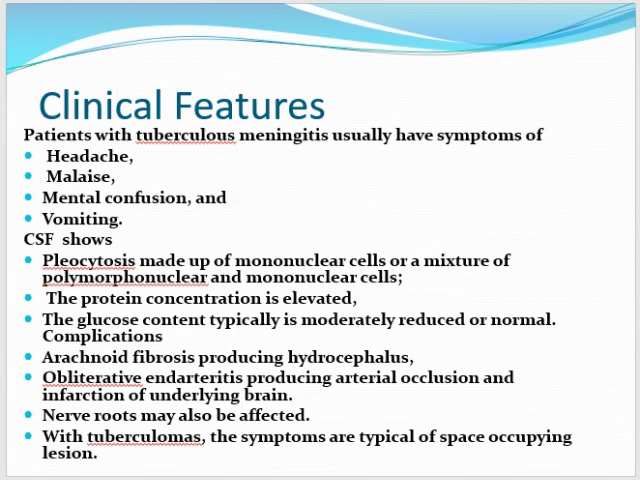 Clinical Features
Patients with tuberculous meningitis usually have symptoms of
Headache,
Malaise,
Mental confusion, and
Vomiting.
CSF shows
Pleocytosis made up of mononuclear cells or a mixture of
polymorphonuclear and mononuclear cells;
The protein concentration is elevated,
The glucose content typically is moderately reduced or normal.
Complications
Arachnoid fibrosis producing hydrocephalus,
Obliterative endarteritis producing arterial occlusion and
infarction of underlying brain.
Nerve roots may also be affected.
With tuberculomas, the symptoms are typical of space occupying
lesion.